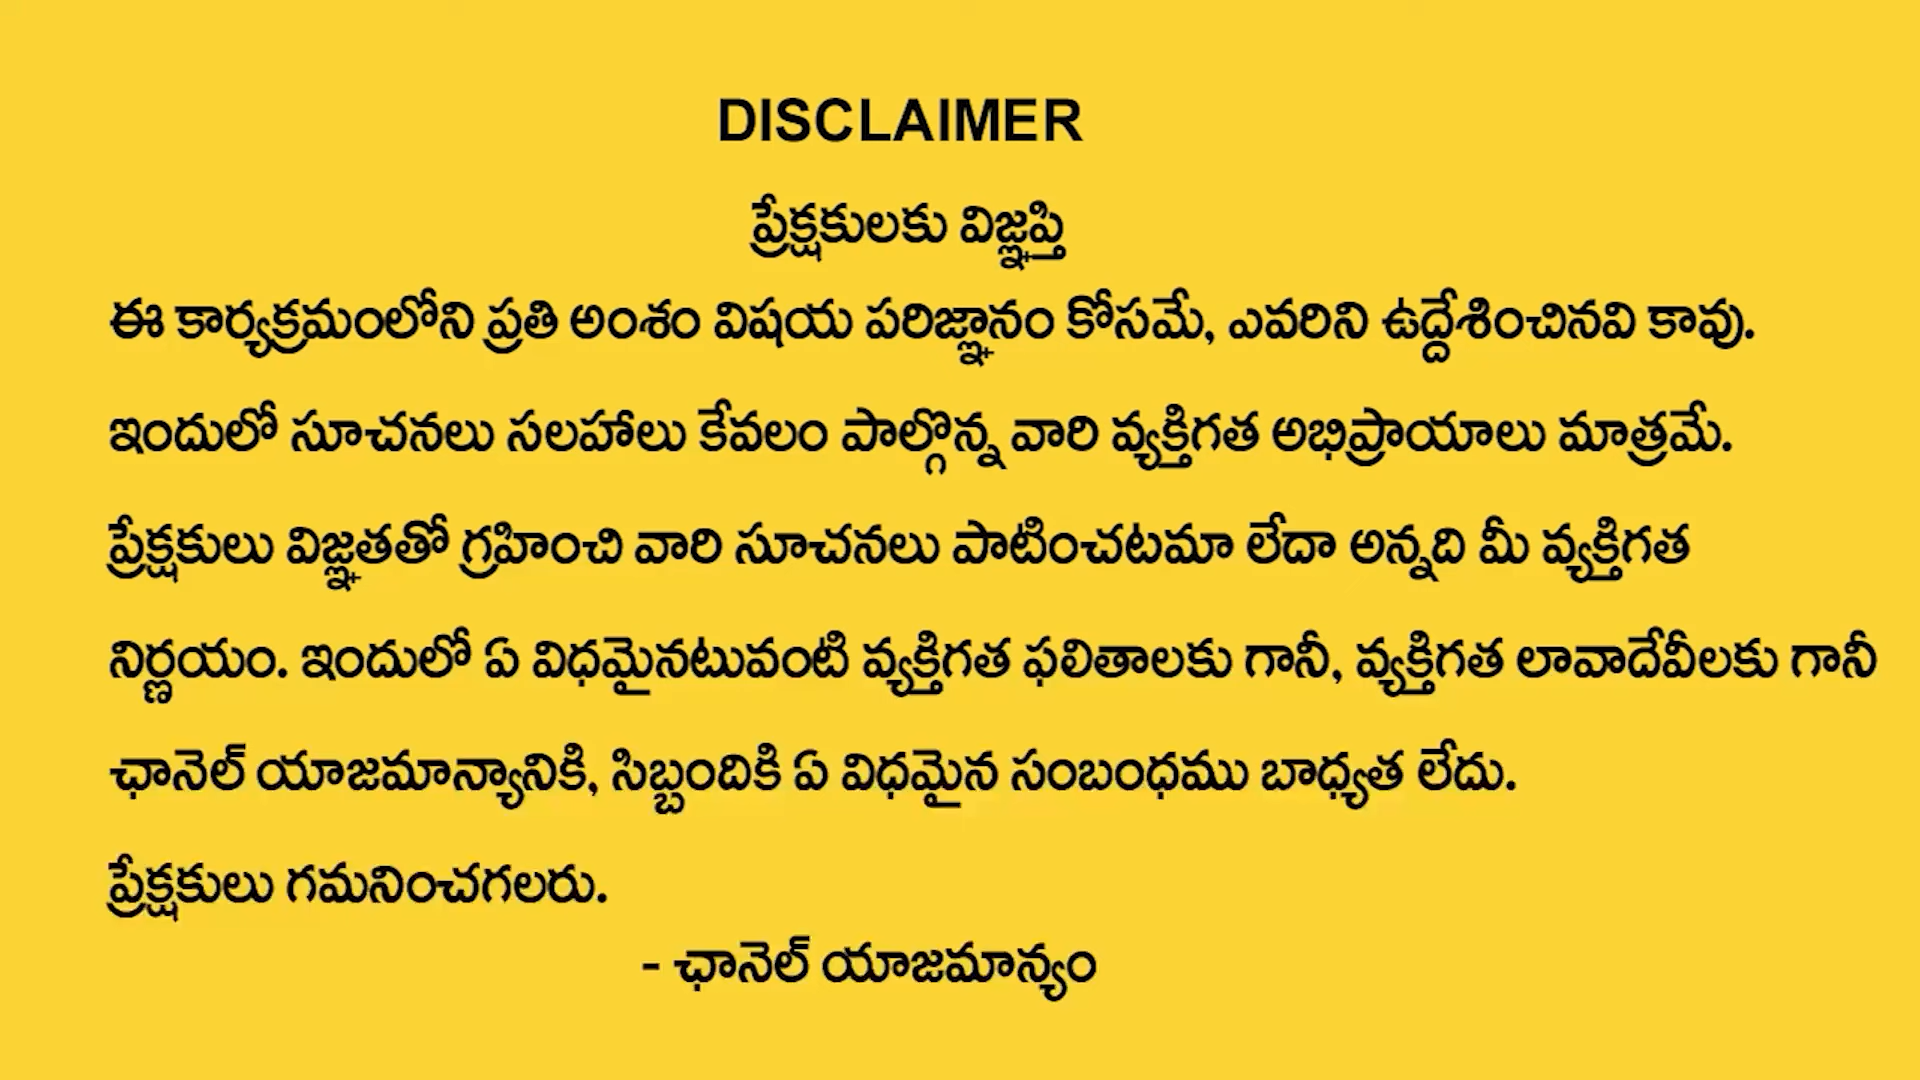 DISCLAIMER
ప్రేక్షకులకు విజ్ఞప్తి
ఈ కార్యక్రమంలోని ప్రతి అంశం విషయ పరిజ్ఞానం కోసమే, ఎవరిని ఉద్దేశించినవి కావు.
ఇందులో సూచనలు సలహాలు కేవలం పాల్గొన్న వారి వ్యక్తిగత అభిప్రాయాలు మాత్రమే.
ప్రేక్షకులు విజ్ఞతతో గ్రహించి వారి సూచనలు పాటించటమా లేదా అన్నది మీ వ్యక్తిగత
నిర్ణయం. ఇందులో ఏ విధమైనటువంటి వ్యక్తిగత ఫలితాలకు గానీ, వ్యక్తిగత లావాదేవీలకు గానీ
ఛానెల్ యాజమాన్యానికి, సిబ్బందికి ఏ విధమైన సంబంధము బాధ్యత లేదు.
ప్రేక్షకులు గమనించగలరు.
- ఛానెల్ యాజమాన్యం